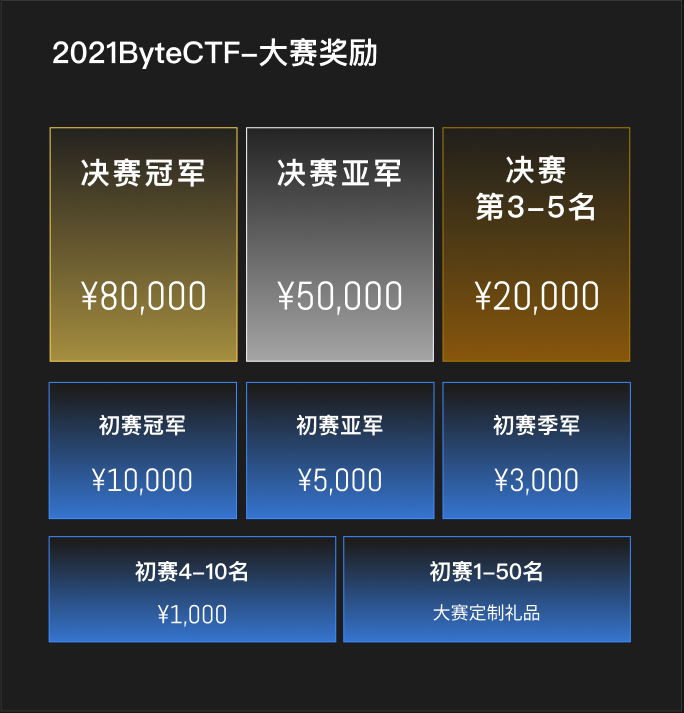 2021ByteCTF-大赛奖励
决赛冠军
¥80,000
决赛亚军
¥50,000
决赛
第3-5名
¥20,000
初赛冠军
¥10,000
初赛亚军
¥5,000
初赛季军
¥3,000
初赛4-10名
¥1,000
初赛1-50名
大赛定制礼品